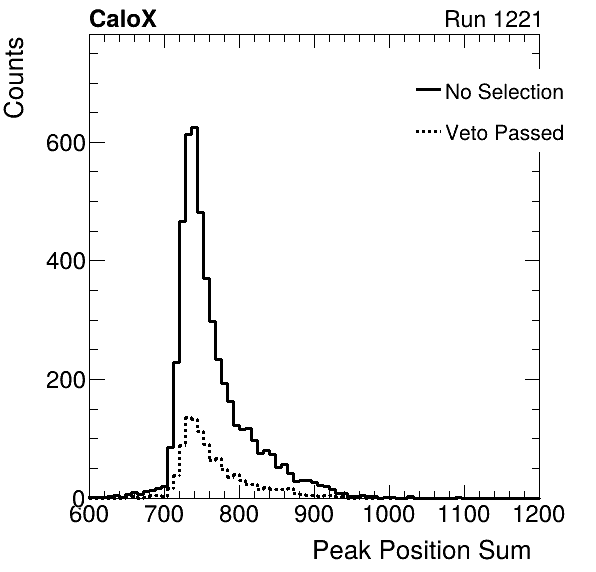 CaloX
Run 1221
Counts
No Selection
Veto Passed
600
400
200
0
600 700 800 900 1000 1100 1200
Peak Position Sum